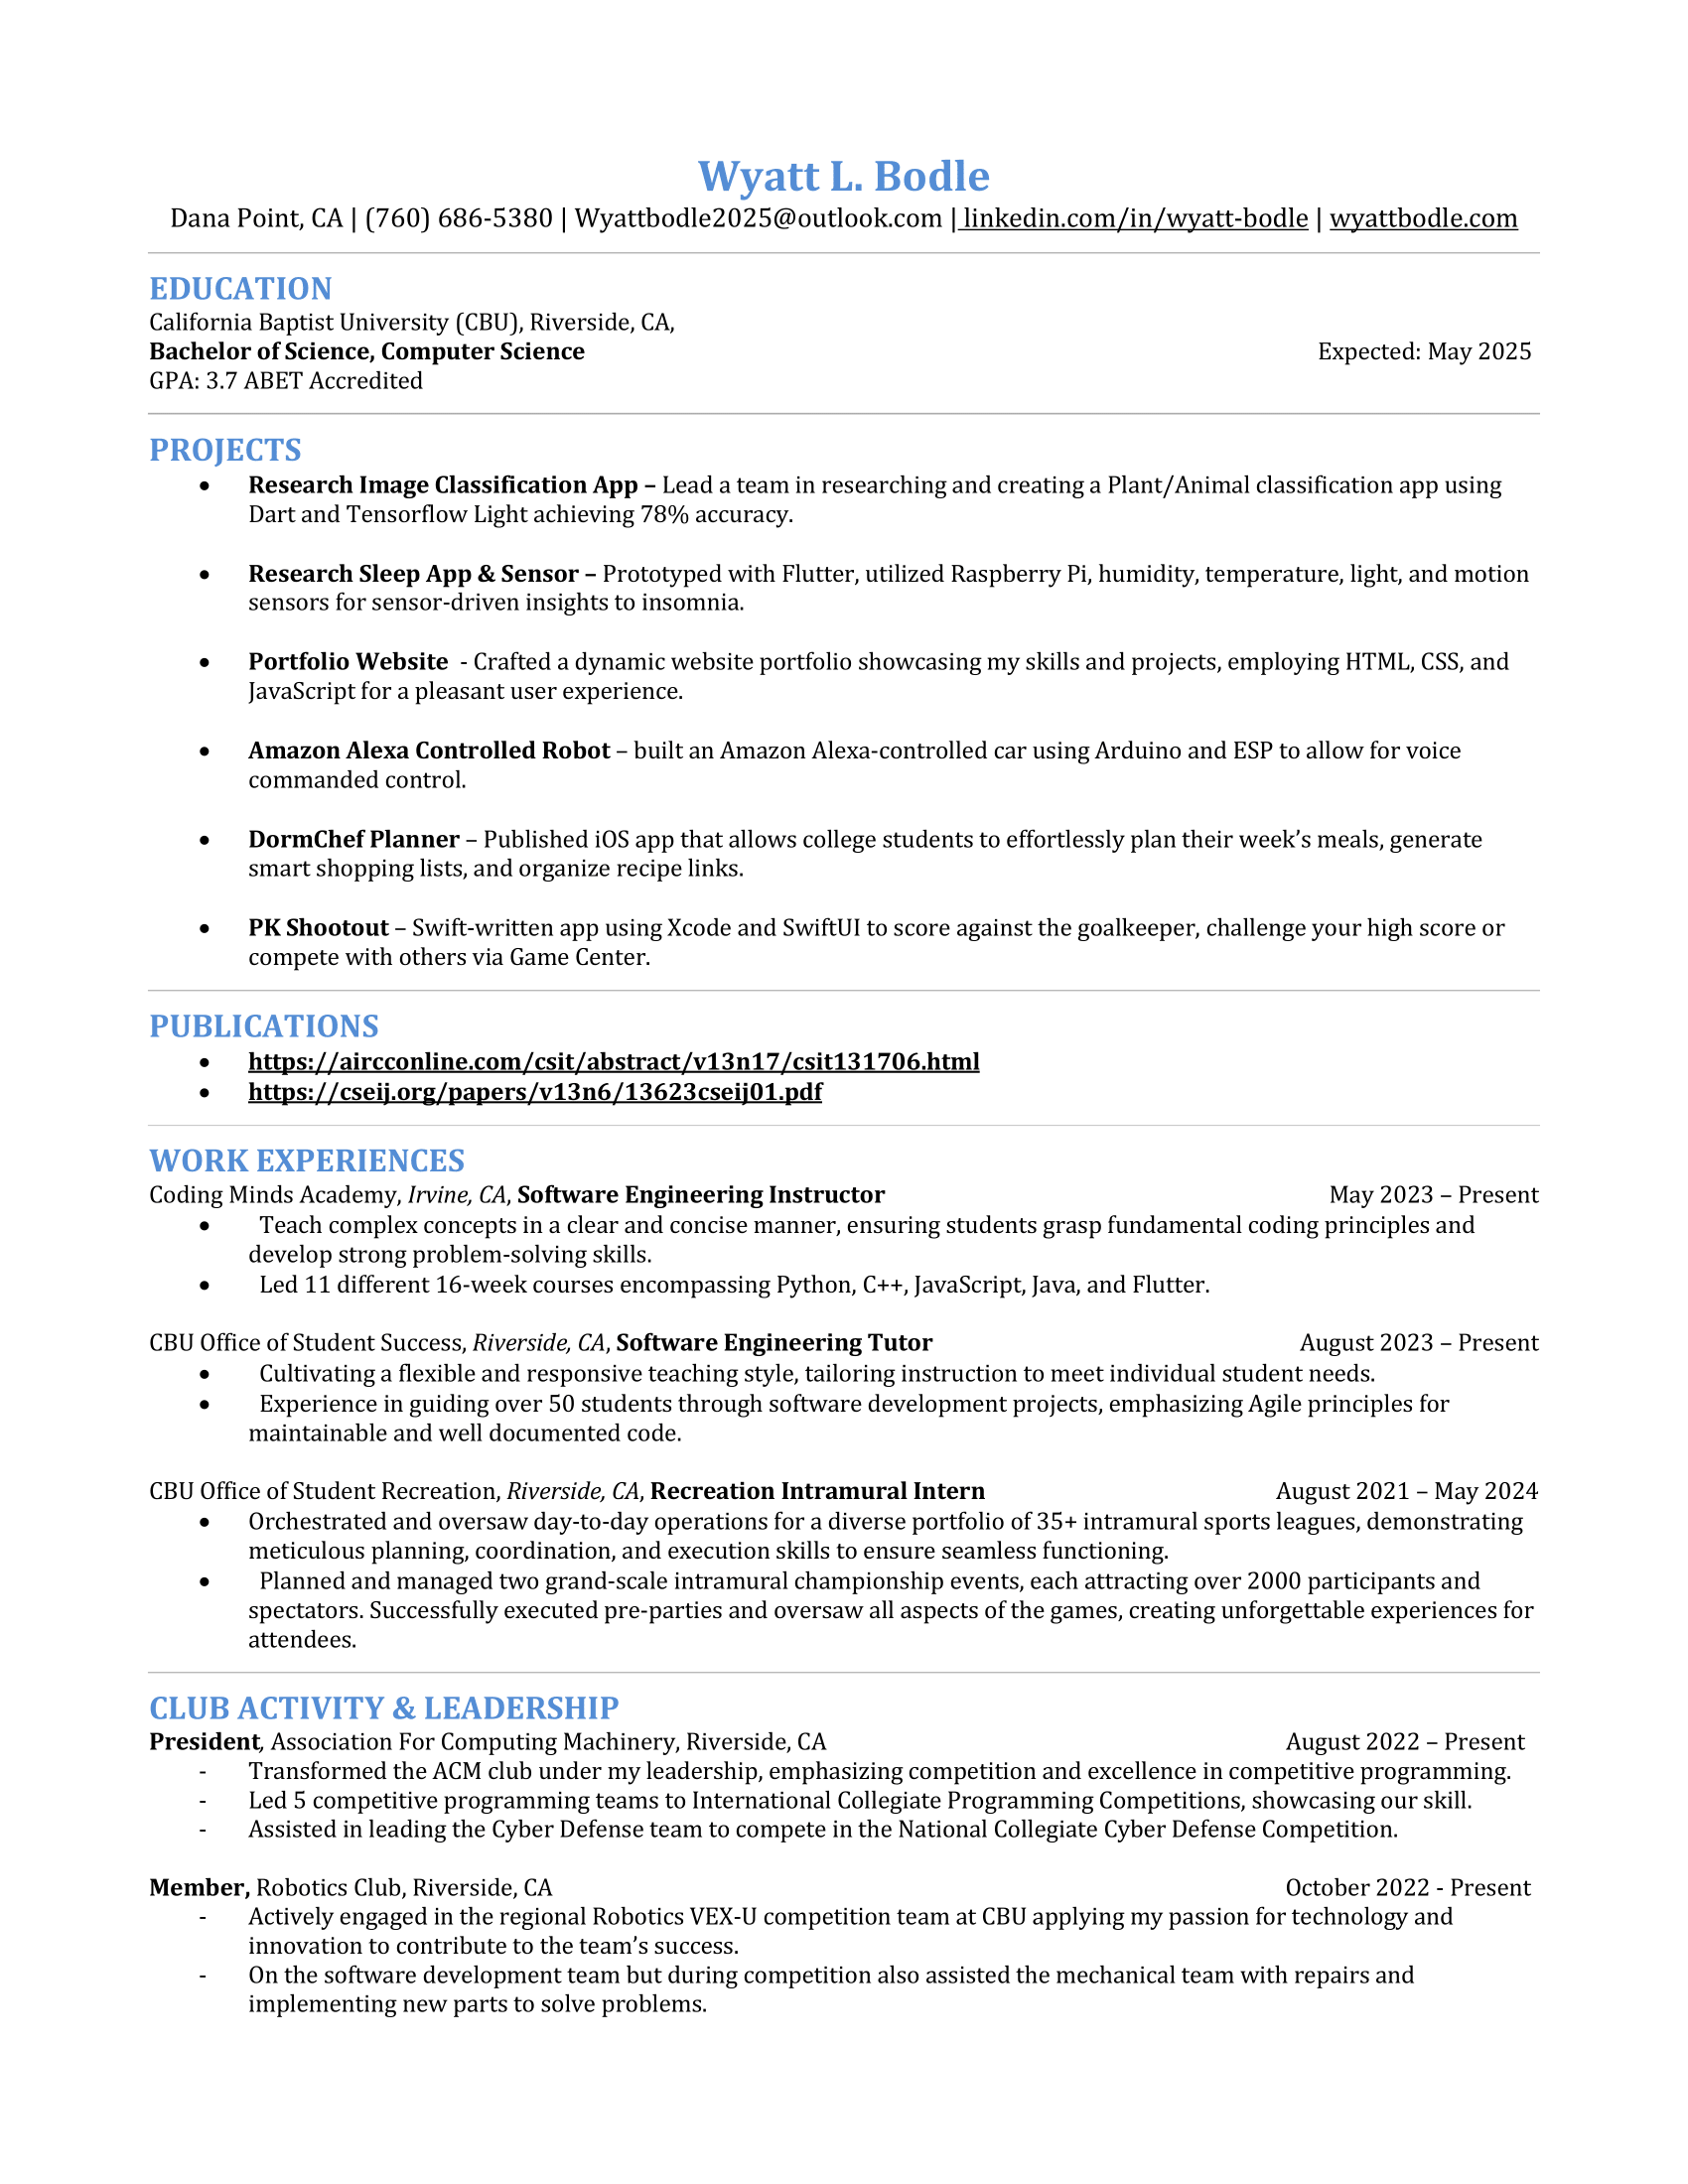 Wyatt L. Bodle
Dana Point, CA | (760) 686-5380 | Wyattbodle2025@outlook.com | linkedin.com/in/wyatt-bodle | wyattbodle.com
EDUCATION
California Baptist University (CBU), Riverside, CA,
Bachelor of Science, Computer Science Expected: May 2025
GPA: 3.7 ABET Accredited
PROJECTS
• Research Image Classification App – Lead a team in researching and creating a Plant/Animal classification app using
Dart and Tensorflow Light achieving 78% accuracy.
• Research Sleep App & Sensor – Prototyped with Flutter, utilized Raspberry Pi, humidity, temperature, light, and motion
sensors for sensor-driven insights to insomnia.
• Portfolio Website - Crafted a dynamic website portfolio showcasing my skills and projects, employing HTML, CSS, and
JavaScript for a pleasant user experience.
• Amazon Alexa Controlled Robot – built an Amazon Alexa-controlled car using Arduino and ESP to allow for voice
commanded control.
• DormChef Planner – Published iOS app that allows college students to effortlessly plan their week’s meals, generate
smart shopping lists, and organize recipe links.
• PK Shootout – Swift-written app using Xcode and SwiftUI to score against the goalkeeper, challenge your high score or
compete with others via Game Center.
PUBLICATIONS
• https://aircconline.com/csit/abstract/v13n17/csit131706.html
• https://cseij.org/papers/v13n6/13623cseij01.pdf
WORK EXPERIENCES
Coding Minds Academy, Irvine, CA, Software Engineering Instructor May 2023 – Present
• Teach complex concepts in a clear and concise manner, ensuring students grasp fundamental coding principles and
develop strong problem-solving skills.
• Led 11 different 16-week courses encompassing Python, C++, JavaScript, Java, and Flutter.
CBU Office of Student Success, Riverside, CA, Software Engineering Tutor August 2023 – Present
• Cultivating a flexible and responsive teaching style, tailoring instruction to meet individual student needs.
• Experience in guiding over 50 students through software development projects, emphasizing Agile principles for
maintainable and well documented code.
CBU Office of Student Recreation, Riverside, CA, Recreation Intramural Intern August 2021 – May 2024
• Orchestrated and oversaw day-to-day operations for a diverse portfolio of 35+ intramural sports leagues, demonstrating
meticulous planning, coordination, and execution skills to ensure seamless functioning.
• Planned and managed two grand-scale intramural championship events, each attracting over 2000 participants and
spectators. Successfully executed pre-parties and oversaw all aspects of the games, creating unforgettable experiences for
attendees.
CLUB ACTIVITY & LEADERSHIP
President, Association For Computing Machinery, Riverside, CA August 2022 – Present
- Transformed the ACM club under my leadership, emphasizing competition and excellence in competitive programming.
- Led 5 competitive programming teams to International Collegiate Programming Competitions, showcasing our skill.
- Assisted in leading the Cyber Defense team to compete in the National Collegiate Cyber Defense Competition.
Member, Robotics Club, Riverside, CA October 2022 - Present
- Actively engaged in the regional Robotics VEX-U competition team at CBU applying my passion for technology and
innovation to contribute to the team’s success.
- On the software development team but during competition also assisted the mechanical team with repairs and
implementing new parts to solve problems.